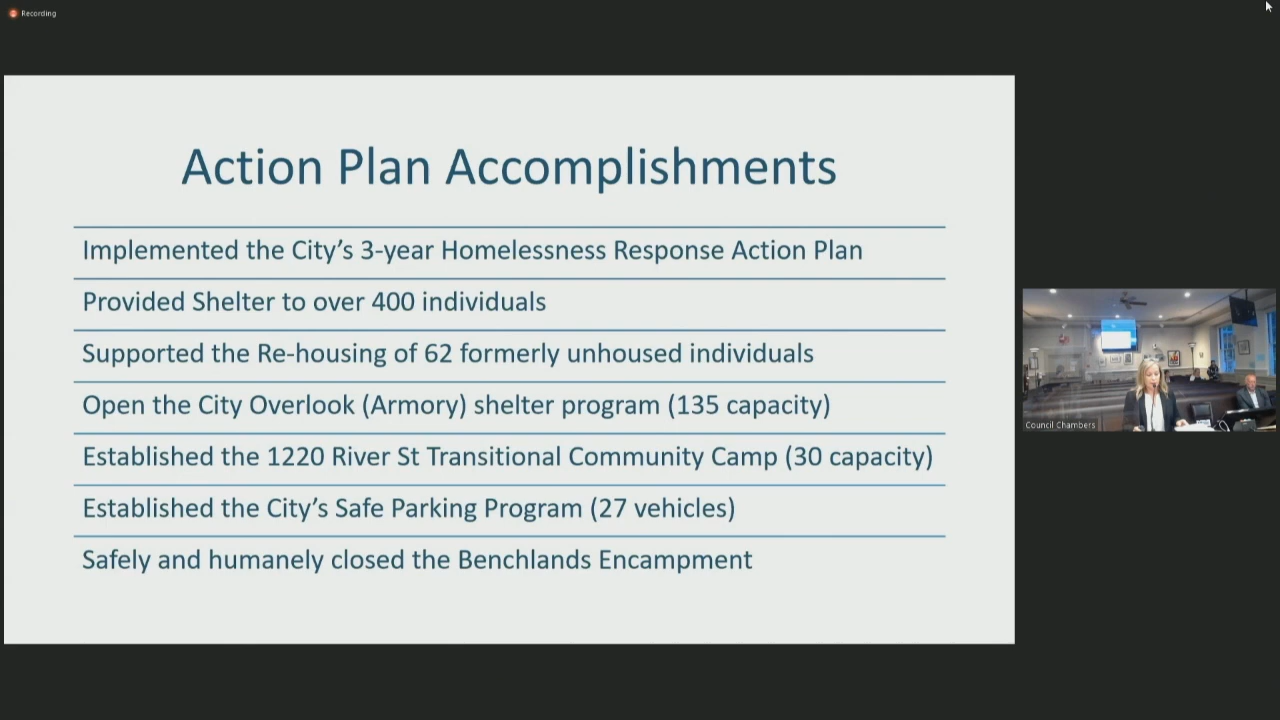 Recording
Action Plan Accomplishments
Implemented the City’s 3-year Homelessness Response Action Plan
Provided Shelter to over 400 individuals
Supported the Re-housing of 62 formerly unhoused individuals
Open the City Overlook (Armory) shelter program (135 capacity)
Established the 1220 River St Transitional Community Camp (30 capacity)
Established the City’s Safe Parking Program (27 vehicles)
Safely and humanely closed the Benchlands Encampment
Council Chambers